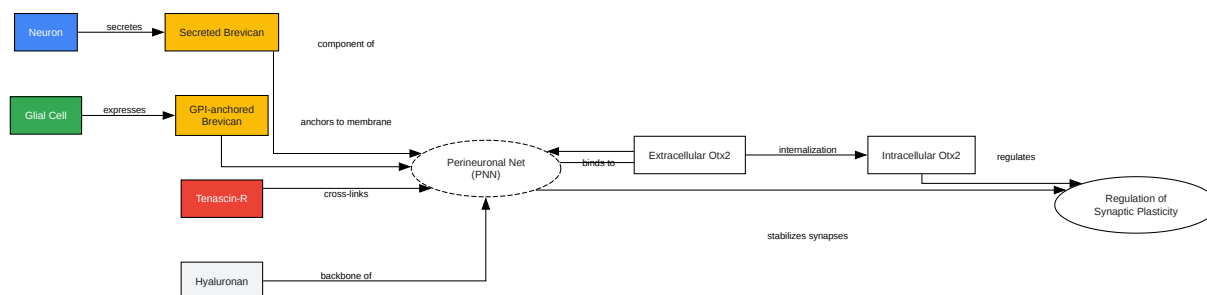 Neuron
secretes
Secreted Brevican
component of
Glial Cell
expresses
GPI-anchored
Brevican
anchors to membrane
Perineuronal Net
(PNN)
binds to
Extracellular Otx2
internalization
Intracellular Otx2
regulates
Tenascin-R
cross-links
Regulation of
Synaptic Plasticity
stabilizes synapses
Hyaluronan
backbone of